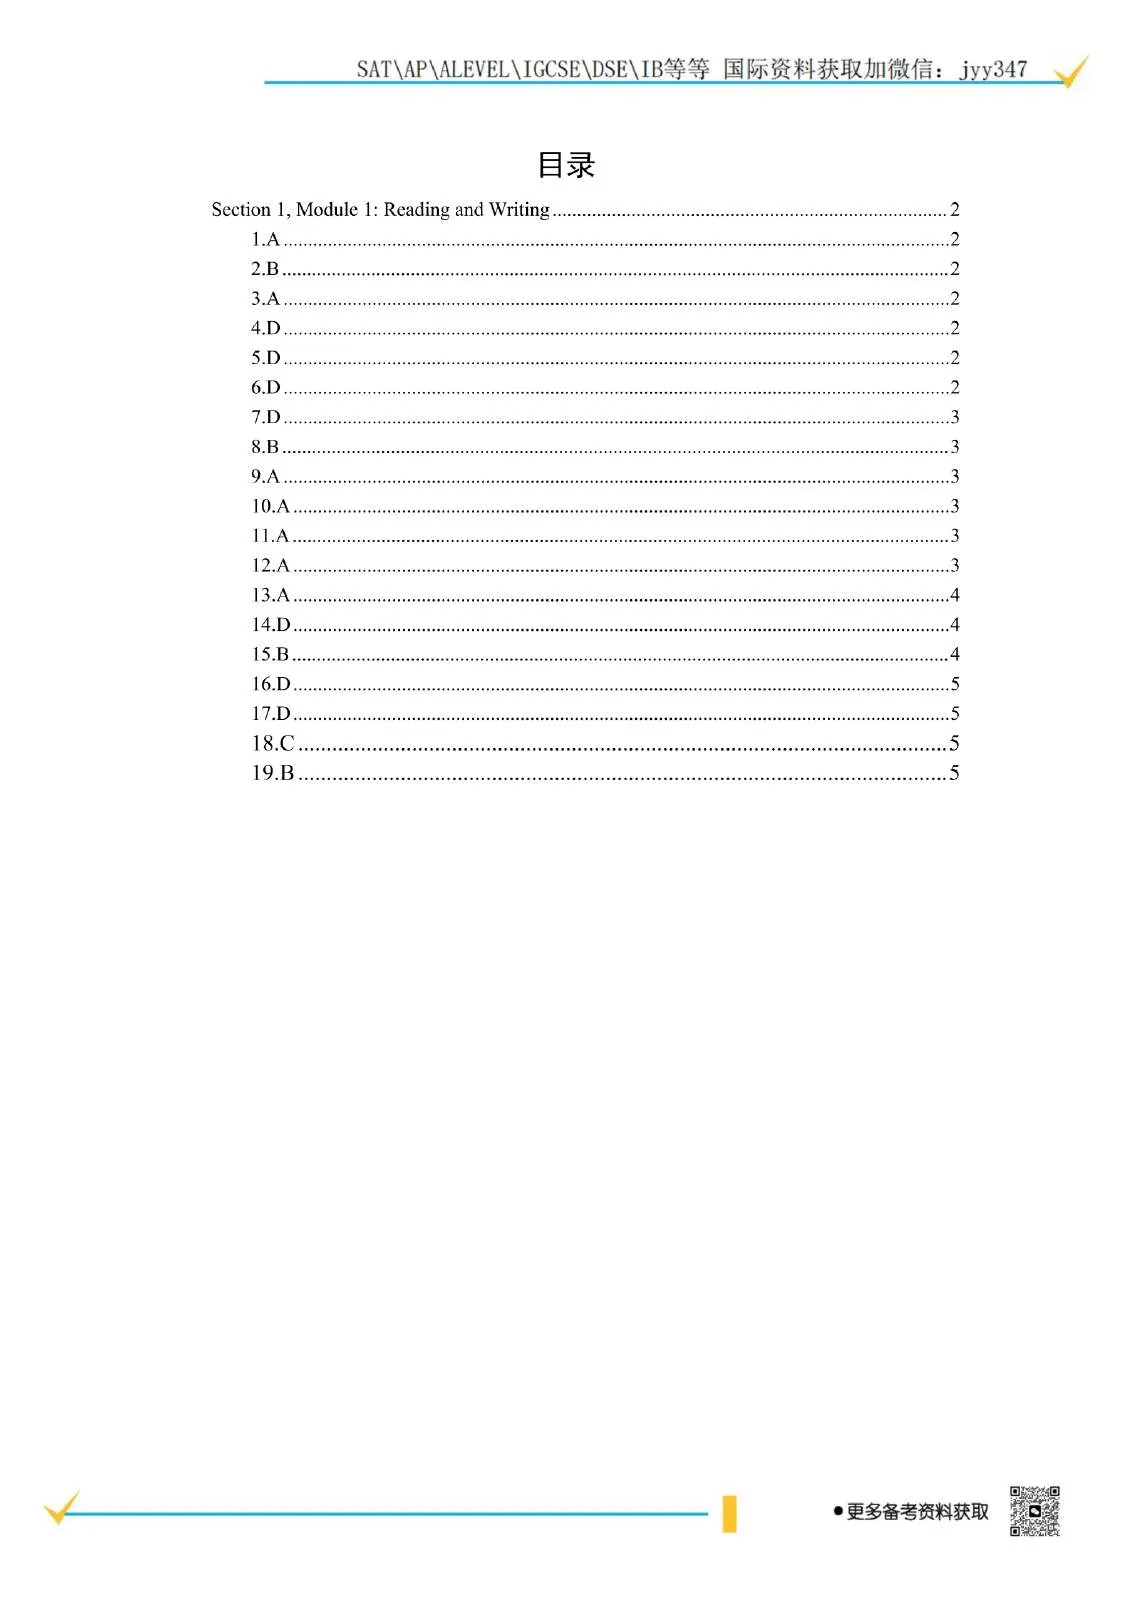 SAT\AP\ALEVEL\IGCSE\DSE\IB等等 国际资料获取加微信：jyy347
目录
Section 1, Module 1: Reading and Writing........................................2
1.A........................................2
2.B........................................2
3.A........................................2
4.D........................................2
5.D........................................2
6.D........................................2
7.D........................................3
8.B........................................3
9.A........................................3
10.A........................................3
11.A........................................3
12.A........................................3
13.A........................................4
14.D........................................4
15.B........................................4
16.D........................................5
17.D........................................5
18.C........................................5
19.B........................................5
●更多备考资料获取